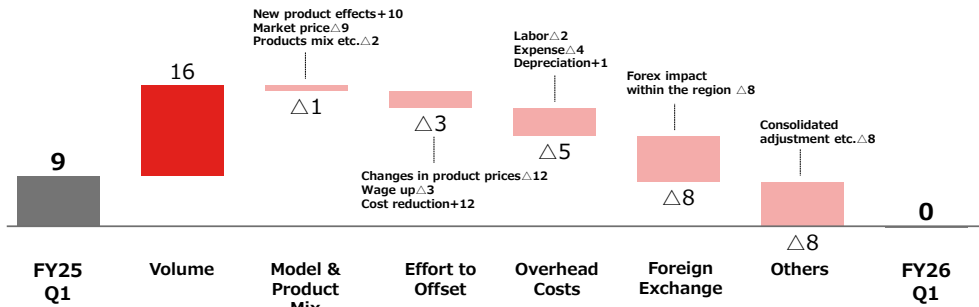 New product effects+10
Market price△9
Products mix etc.△2
16
△1
Labor△2
Expense△4
Depreciation+1
△3
△5
Forex impact
within the region △8
Consolidated
adjustment etc.△8
9
Changes in product prices△12
Wage up△3
Cost reduction+12
△8
△8
0
FY25
Q1
Volume
Model &
Product
Mix
Effort to
Offset
Overhead
Costs
Foreign
Exchange
Others
FY26
Q1